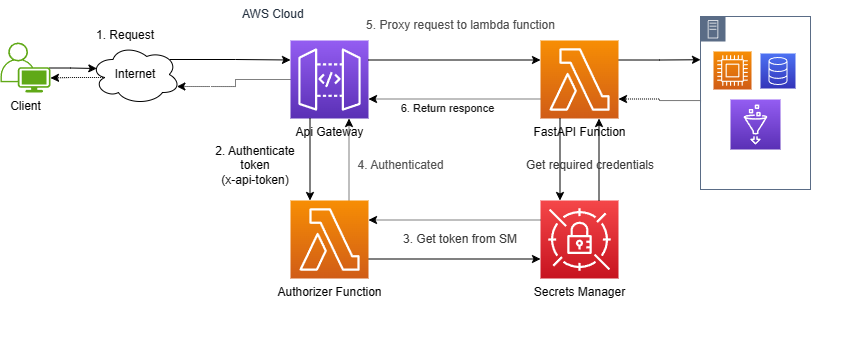 AWS Cloud
5. Proxy request to lambda function
1. Request
Internet
Client
6. Return responce
Api Gateway
FastAPI Function
2. Authenticate
token
(x-api-token)
4. Authenticated
Get required credentials
3. Get token from SM
Authorizer Function
Secrets Manager